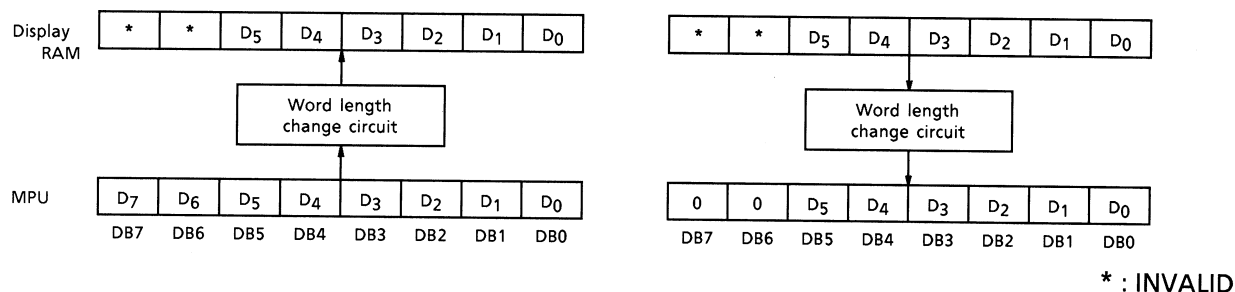 Display RAM * * D5 D4 D3 D2 D1 D0
Word length change circuit
MPU D7 D6 D5 D4 D3 D2 D1 D0
DB7 DB6 DB5 DB4 DB3 DB2 DB1 DB0
* * D5 D4 D3 D2 D1 D0
Word length change circuit
0 0 D5 D4 D3 D2 D1 D0
DB7 DB6 DB5 DB4 DB3 DB2 DB1 DB0
* : INVALID